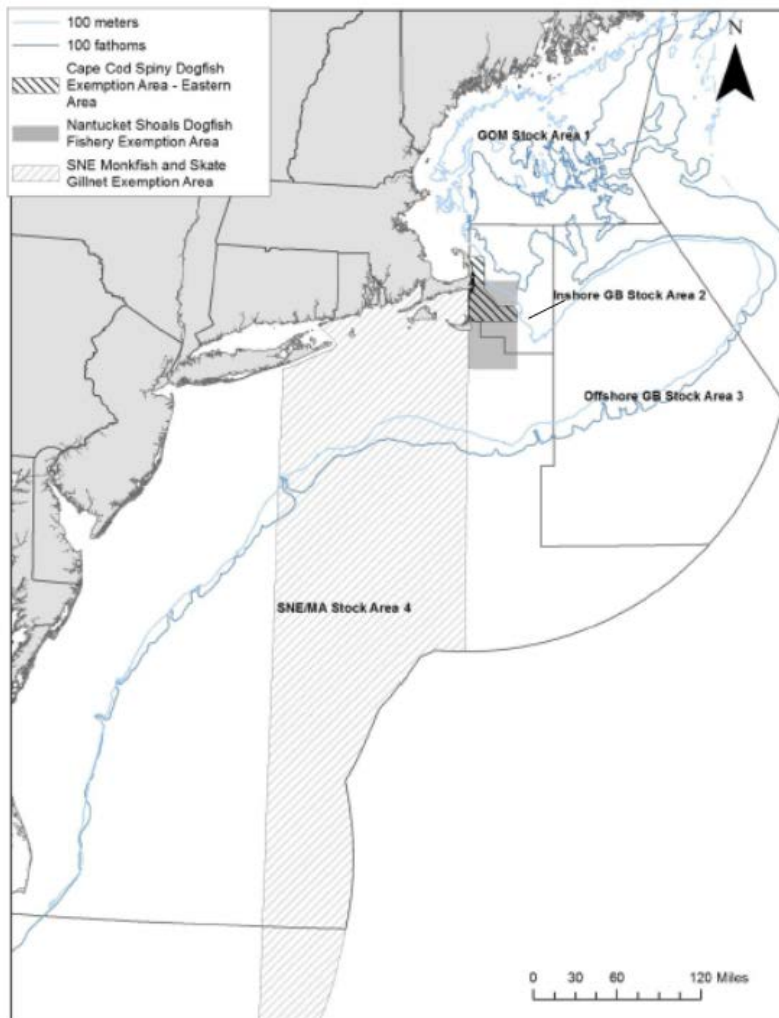 100 meters
100 fathoms
Cape Cod Spiny Dogfish
Exemption Area - Eastern
Area
Nantucket Shoals Dogfish
Fishery Exemption Area
SNE Monkfish and Skate
Gillnet Exemption Area
N
GOM Stock Area 1
Inshore GB Stock Area 2
Offshore GB Stock Area 3
SNE/MA Stock Area 4
0 30 60 120 Miles